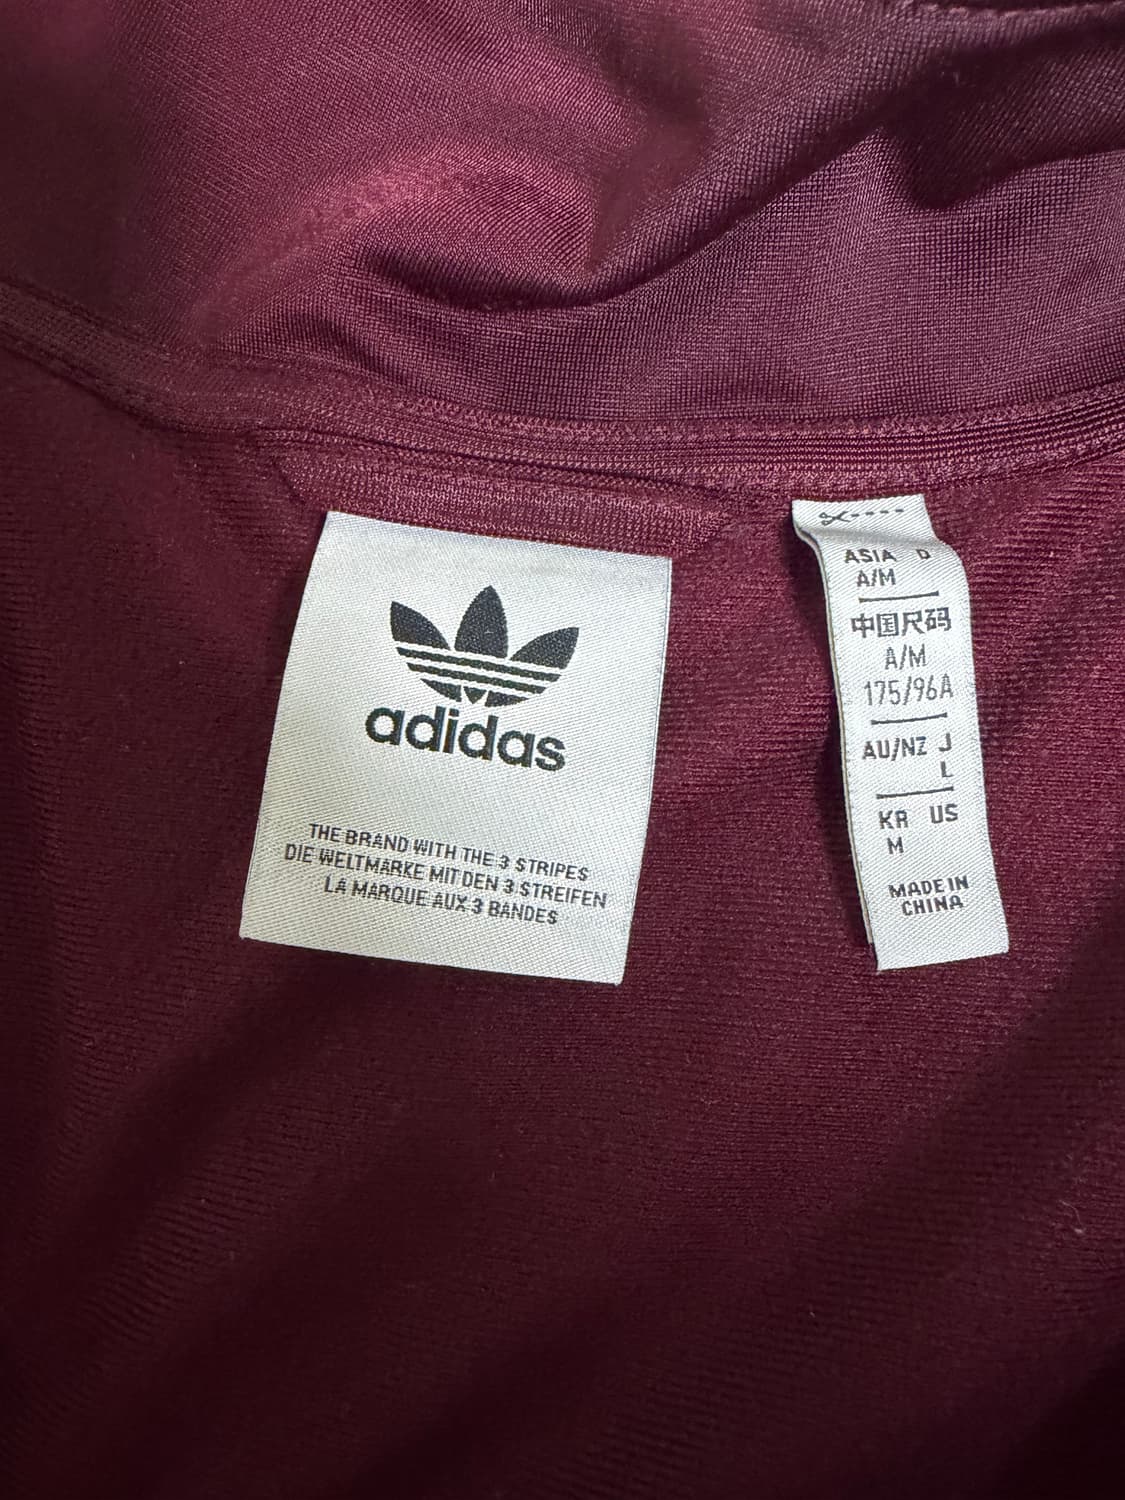 adidas
THE BRAND WITH THE 3 STRIPES
DIE WELTMARKE MIT DEN 3 STREIFEN
LA MARQUE AUX 3 BANDES
ASIA D
A/M
中国尺码
A/M
175/96A
AU/NZ J
L
KR US
M
MADE IN
CHINA